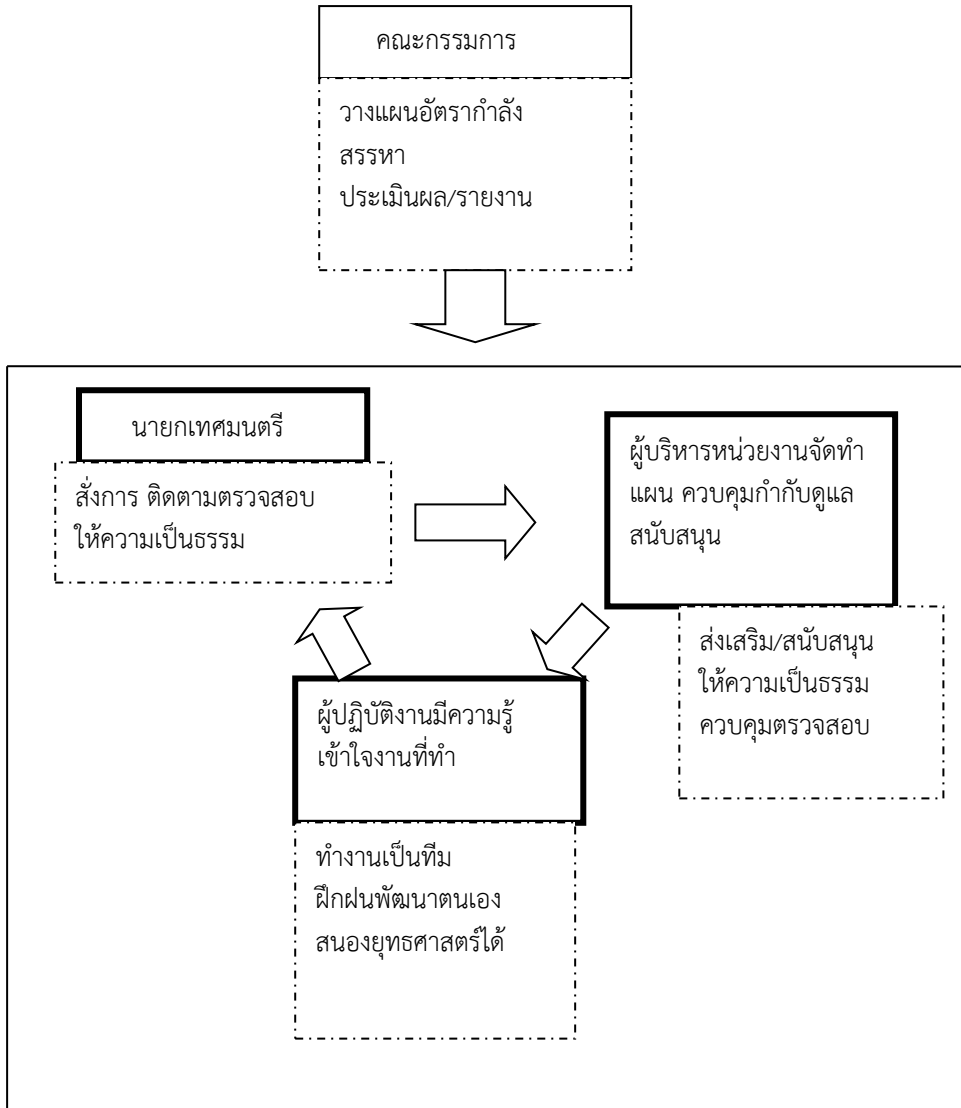 คณะกรรมการ
วางแผนอัตรากำลัง
สรรหา
ประเมินผล/รายงาน
นายกเทศมนตรี
สั่งการ ติดตามตรวจสอบ
ให้ความเป็นธรรม
ผู้บริหารหน่วยงานจัดทำ
แผน ควบคุมกำกับดูแล
สนับสนุน
ส่งเสริม/สนับสนุน
ให้ความเป็นธรรม
ควบคุมตรวจสอบ
ผู้ปฏิบัติงานมีความรู้
เข้าใจงานที่ทำ
ทำงานเป็นทีม
ฝึกฝนพัฒนาตนเอง
สนองยุทธศาสตร์ได้